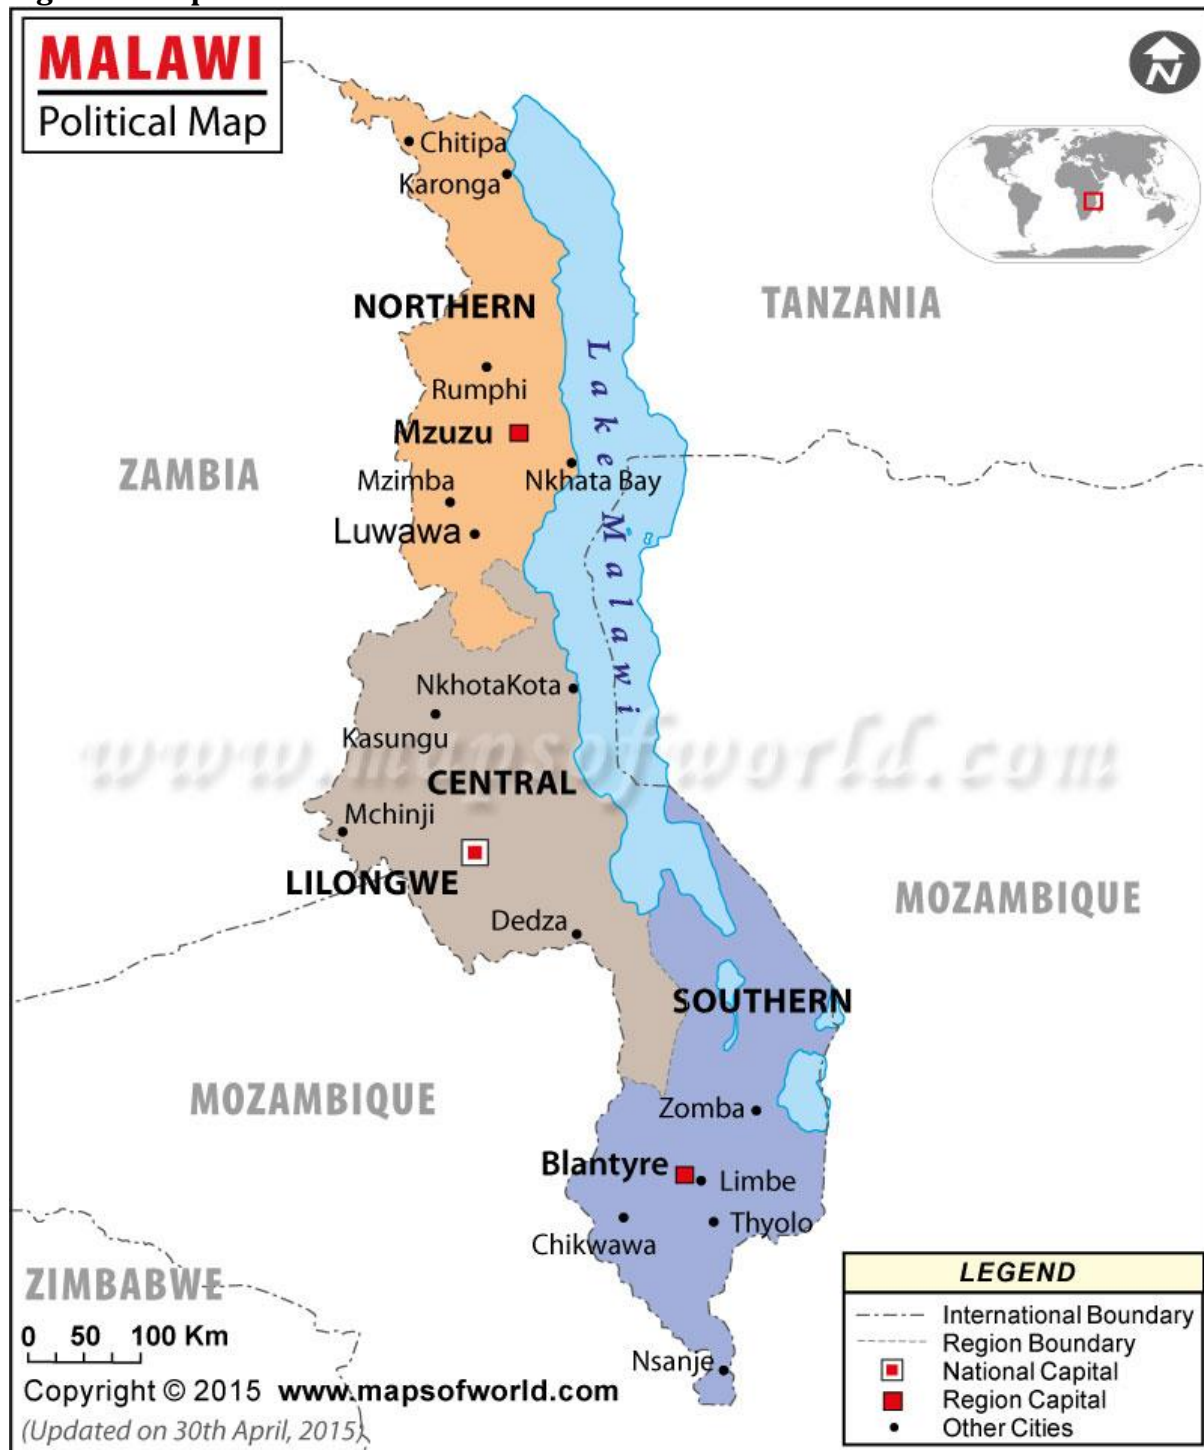 MALAWI
Political Map
N
Chitipa
Karonga
NORTHERN
TANZANIA
Lake Malawi
Rumphi
Mzuzu
ZAMBIA
Mzimba
Nkhata Bay
Luwawa
NkhotaKota
Kasungu
www.mapsofworld.com
CENTRAL
Mchinji
LILONGWE
MOZAMBIQUE
Dedza
SOUTHERN
MOZAMBIQUE
Zomba
Blantyre
Limbe
Thyolo
Chikwawa
ZIMBABWE
LEGEND
International Boundary
Region Boundary
National Capital
Region Capital
Other Cities
0 50 100 Km
Nsanje
Copyright © 2015 www.mapsofworld.com
(Updated on 30th April, 2015)